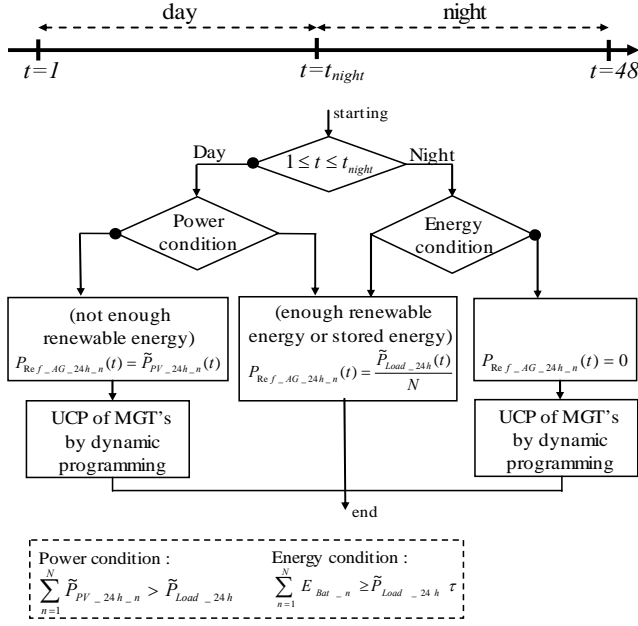 day night
t=1 t=t_night t=48
starting
Day Night
1 ≤ t ≤ t_night
Power
condition
Energy
condition
(not enough
renewable energy)
P_Ref_AG_24h_n(t) = P̃_PV_24h_n(t)
(enough renewable
energy or stored energy)
P_Ref_AG_24h_n(t) = P̃_Load_24h(t) / N
P_Ref_AG_24h_n(t) = 0
UCP of MGT's
by dynamic
programming
UCP of MGT's
by dynamic
programming
end
Power condition :
∑_{n=1}^{N} P̃_PV_24h_n > P̃_Load_24h
Energy condition :
∑_{n=1}^{N} E_Bat_n ≥ P̃_Load_24h τ